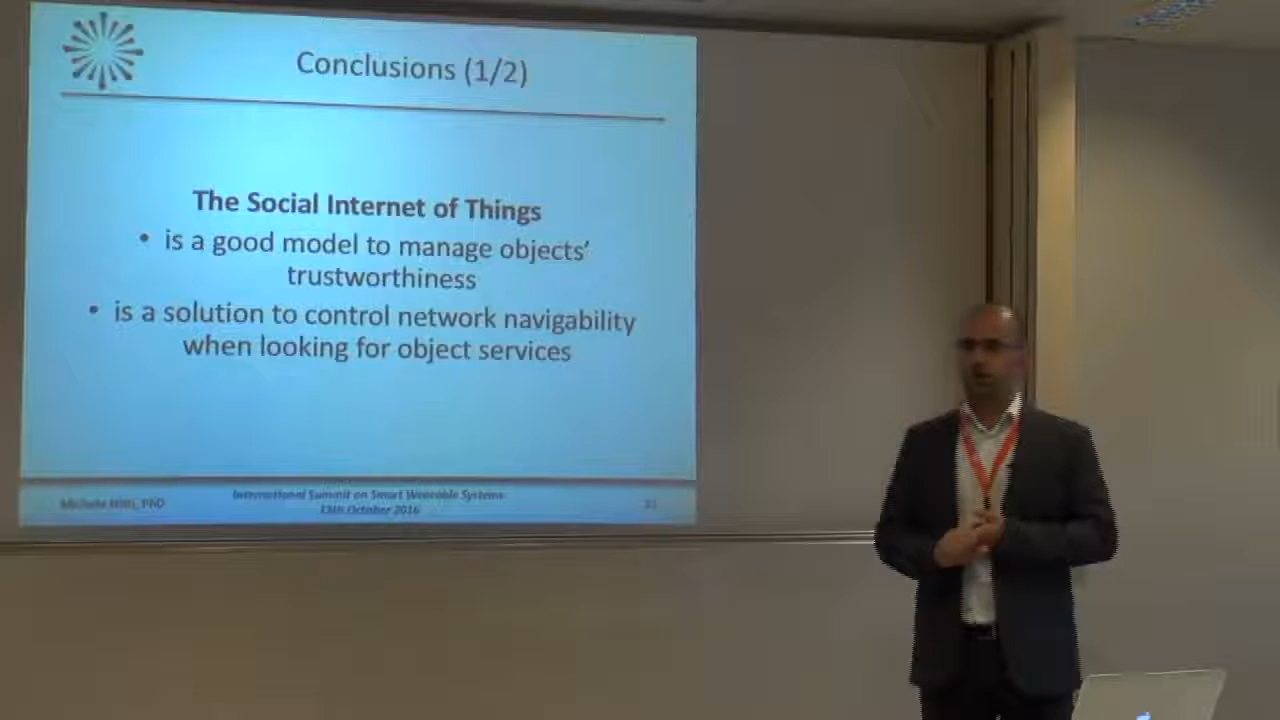 Conclusions (1/2)
The Social Internet of Things
• is a good model to manage objects’
trustworthiness
• is a solution to control network navigability
when looking for object services
International Summit on Smart Wearable Systems
13th October 2016
PhD